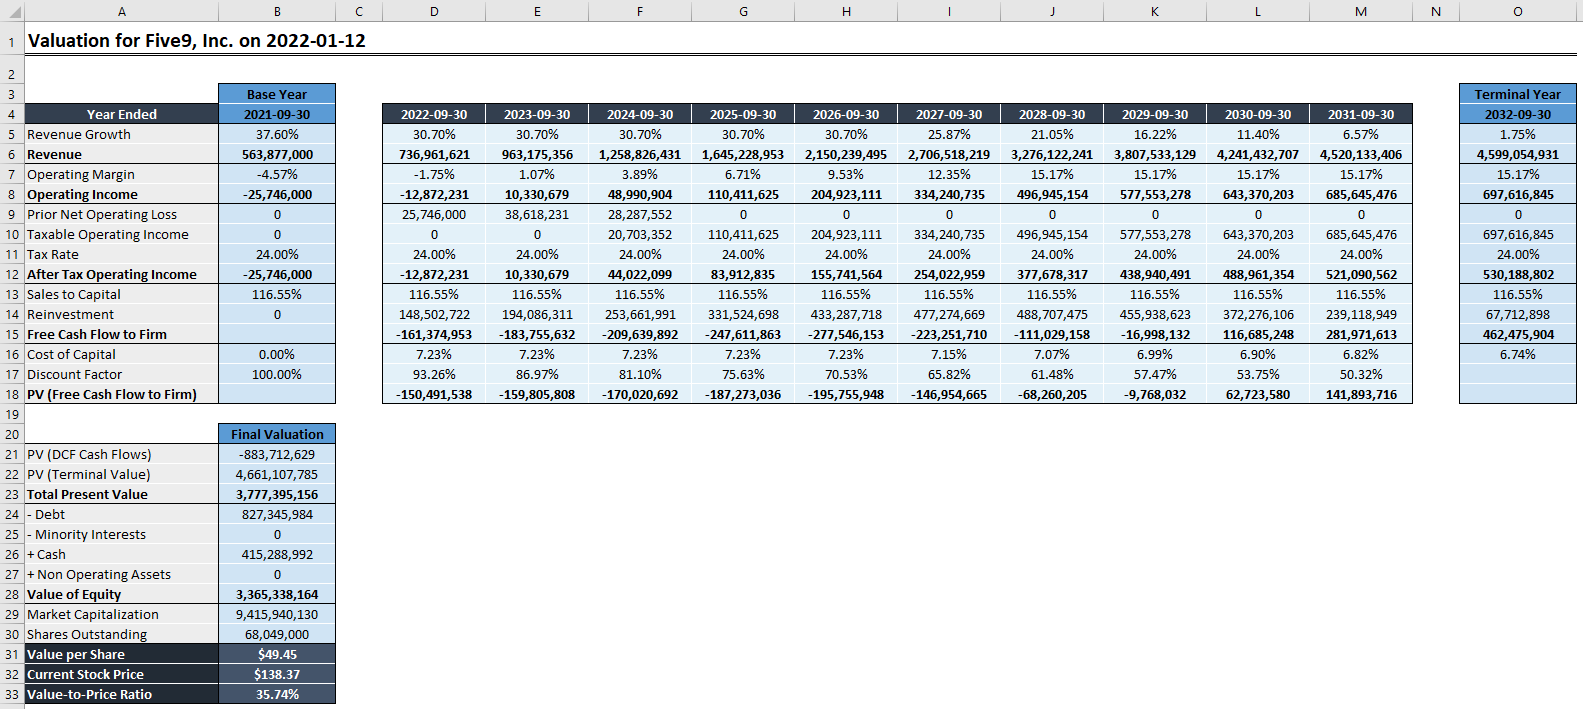 A B C D E F G H I J K L M N O
1 Valuation for Five9, Inc. on 2022-01-12
2
3 Base Year Terminal Year
4 Year Ended 2021-09-30 2022-09-30 2023-09-30 2024-09-30 2025-09-30 2026-09-30 2027-09-30 2028-09-30 2029-09-30 2030-09-30 2031-09-30 2032-09-30
5 Revenue Growth 37.60% 30.70% 30.70% 30.70% 30.70% 30.70% 25.87% 21.05% 16.22% 11.40% 6.57% 1.75%
6 Revenue 563,877,000 736,961,621 963,175,356 1,258,826,431 1,645,228,953 2,150,239,495 2,706,518,219 3,276,122,241 3,807,533,129 4,241,432,707 4,520,133,406 4,599,054,931
7 Operating Margin -4.57% -1.75% 1.07% 3.89% 6.71% 9.53% 12.35% 15.17% 15.17% 15.17% 15.17% 15.17%
8 Operating Income -25,746,000 -12,872,231 10,330,679 48,990,904 110,411,625 204,923,111 334,240,735 496,945,154 577,553,278 643,370,203 685,645,476 697,616,845
9 Prior Net Operating Loss 0 25,746,000 38,618,231 28,287,552 0 0 0 0 0 0 0 0
10 Taxable Operating Income 0 0 0 20,703,352 110,411,625 204,923,111 334,240,735 496,945,154 577,553,278 643,370,203 685,645,476 697,616,845
11 Tax Rate 24.00% 24.00% 24.00% 24.00% 24.00% 24.00% 24.00% 24.00% 24.00% 24.00% 24.00% 24.00%
12 After Tax Operating Income -25,746,000 -12,872,231 10,330,679 44,022,099 83,912,835 155,741,564 254,022,959 377,678,317 438,940,491 488,961,354 521,090,562 530,188,802
13 Sales to Capital 116.55% 116.55% 116.55% 116.55% 116.55% 116.55% 116.55% 116.55% 116.55% 116.55% 116.55% 116.55%
14 Reinvestment 0 148,502,722 194,086,311 253,661,991 331,524,698 433,287,718 477,274,669 488,707,475 455,938,623 372,276,106 239,118,949 67,712,898
15 Free Cash Flow to Firm -161,374,953 -183,755,632 -209,639,892 -247,611,863 -277,546,153 -223,251,710 -111,029,158 -16,998,132 116,685,248 281,971,613 462,475,904
16 Cost of Capital 0.00% 7.23% 7.23% 7.23% 7.23% 7.23% 7.15% 7.07% 6.99% 6.90% 6.82% 6.74%
17 Discount Factor 100.00% 93.26% 86.97% 81.10% 75.63% 70.53% 65.82% 61.48% 57.47% 53.75% 50.32%
18 PV (Free Cash Flow to Firm) -150,491,538 -159,805,808 -170,020,692 -187,273,036 -195,755,948 -146,954,665 -68,260,205 -9,768,032 62,723,580 141,893,716
19
20 Final Valuation
21 PV (DCF Cash Flows) -883,712,629
22 PV (Terminal Value) 4,661,107,785
23 Total Present Value 3,777,395,156
24 - Debt 827,345,984
25 - Minority Interests 0
26 + Cash 415,288,992
27 + Non Operating Assets 0
28 Value of Equity 3,365,338,164
29 Market Capitalization 9,415,940,130
30 Shares Outstanding 68,049,000
31 Value per Share $49.45
32 Current Stock Price $138.37
33 Value-to-Price Ratio 35.74%